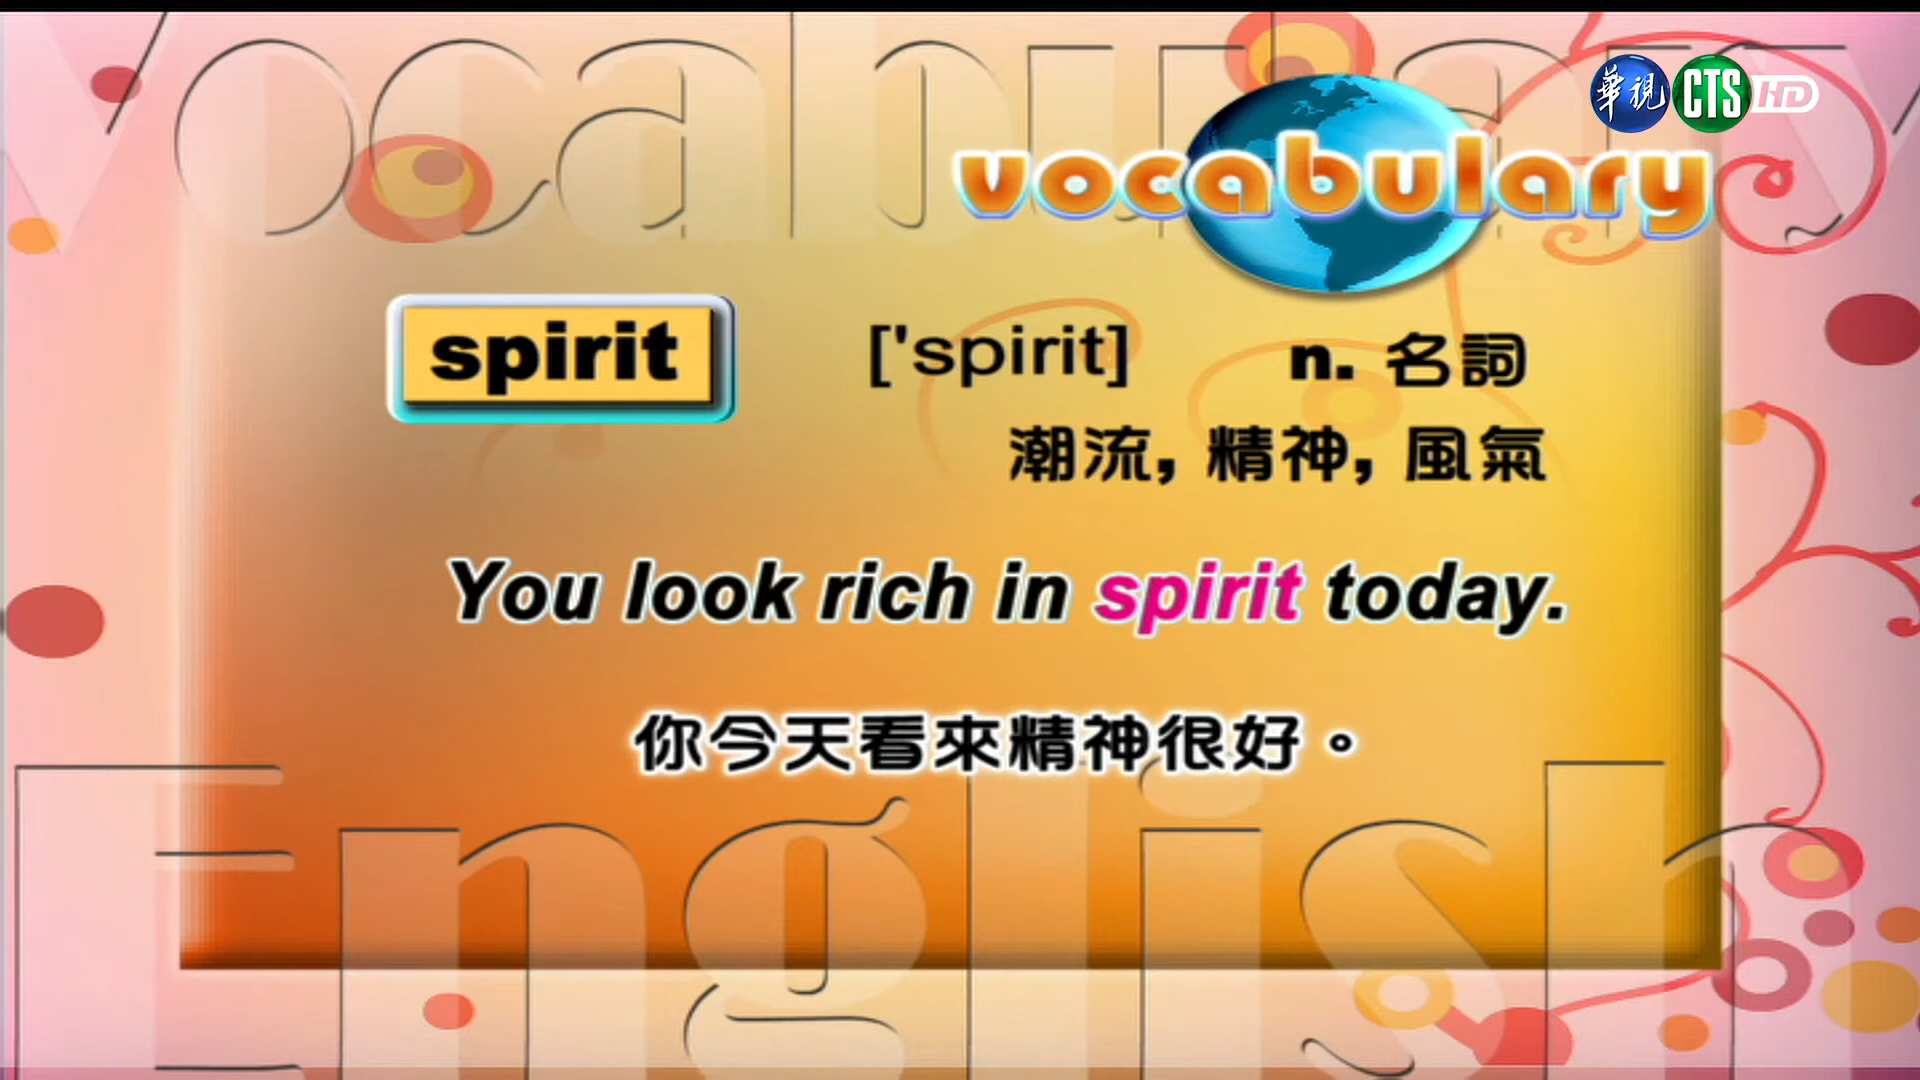 vocabulary
English
華視 CTS HD
vocabulary
spirit ['spirit] n. 名詞
潮流, 精神, 風氣
You look rich in spirit today.
你今天看來精神很好。